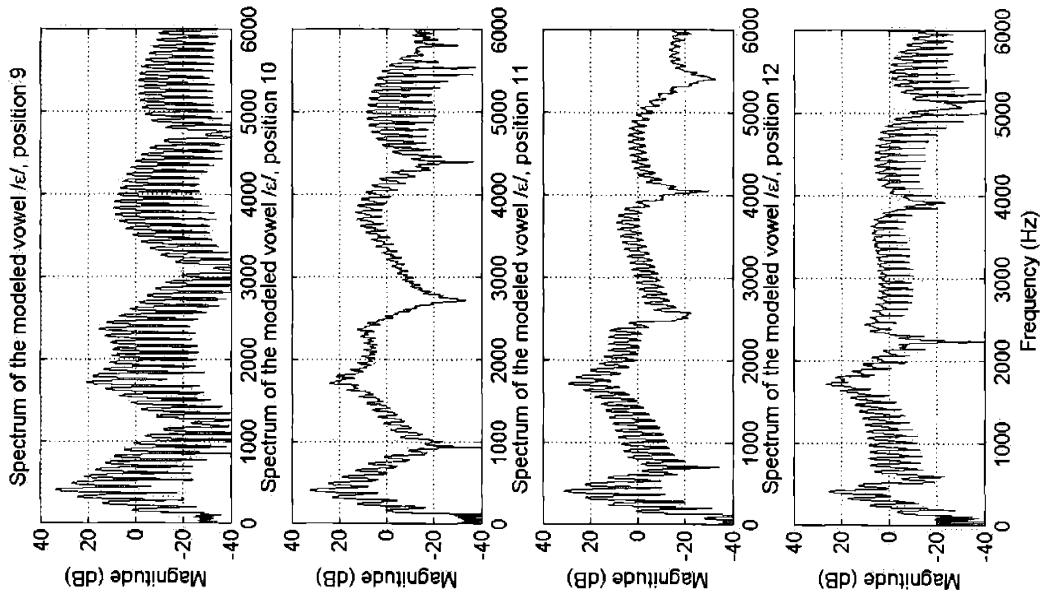 Spectrum of the modeled vowel /ε/, position 9
40
20
0
-20
-40
Magnitude (dB)
0 1000 2000 3000 4000 5000 6000
Spectrum of the modeled vowel /ε/, position 10
40
20
0
-20
-40
Magnitude (dB)
0 1000 2000 3000 4000 5000 6000
Spectrum of the modeled vowel /ε/, position 11
40
20
0
-20
-40
Magnitude (dB)
0 1000 2000 3000 4000 5000 6000
Spectrum of the modeled vowel /ε/, position 12
40
20
0
-20
-40
Magnitude (dB)
0 1000 2000 3000 4000 5000 6000
Frequency (Hz)